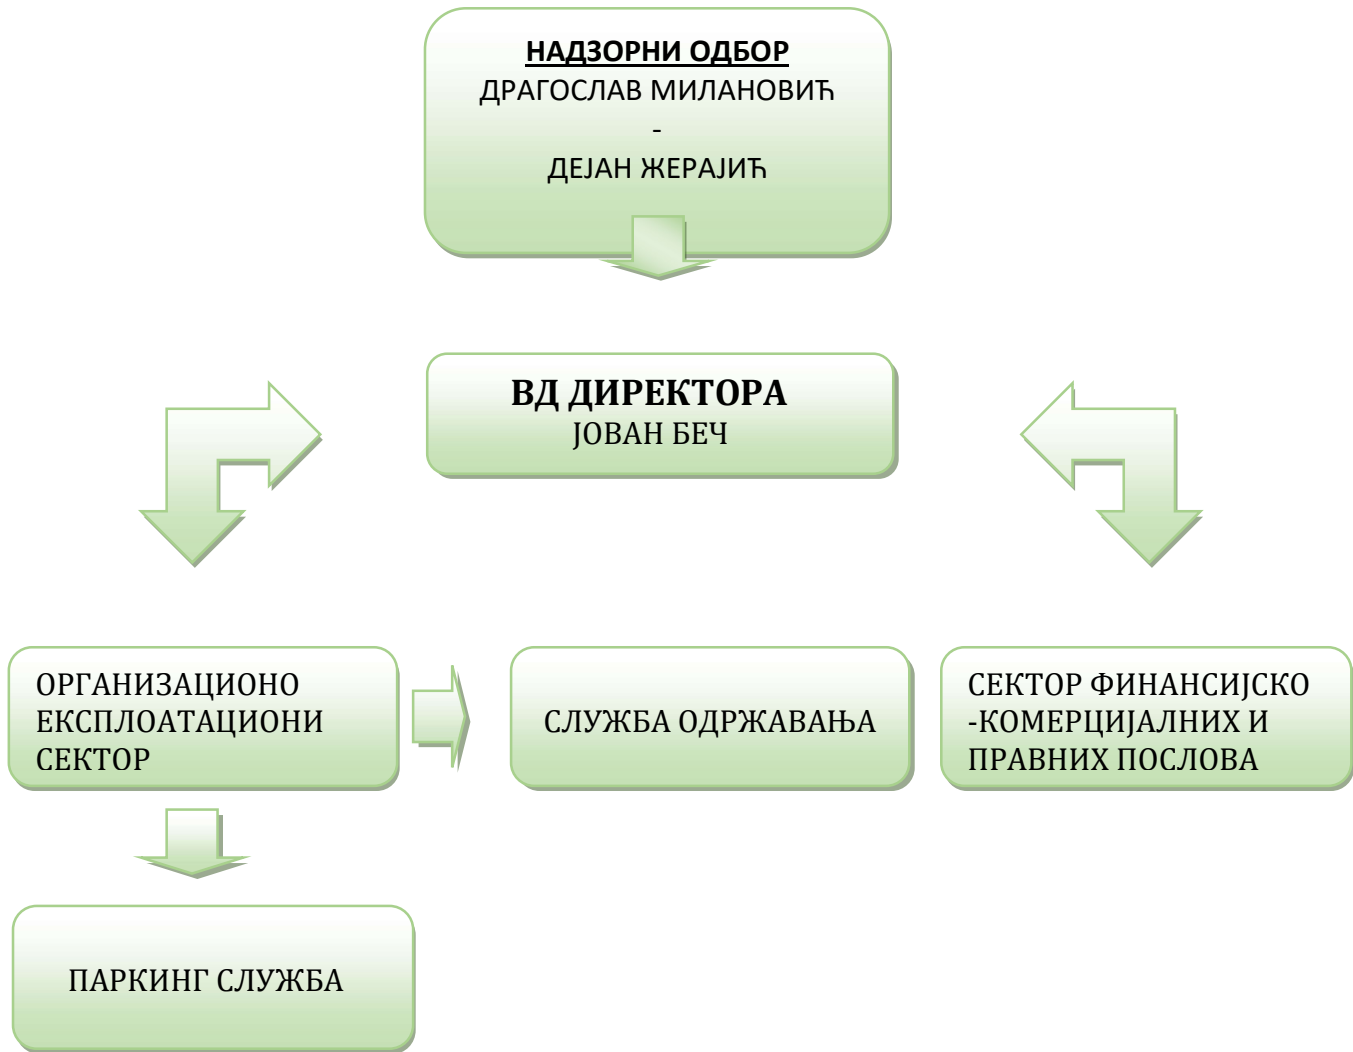 НАДЗОРНИ ОДБОР
ДРАГОСЛАВ МИЛАНОВИЋ
-
ДЕЈАН ЖЕРАЈИЋ
ВД ДИРЕКТОРА
ЈОВАН БЕЧ
ОРГАНИЗАЦИОНО
ЕКСПЛОАТАЦИОНИ
СЕКТОР
СЛУЖБА ОДРЖАВАЊА
СЕКТОР ФИНАНСИЈСКО
-КОМЕРЦИЈАЛНИХ И
ПРАВНИХ ПОСЛОВА
ПАРКИНГ СЛУЖБА